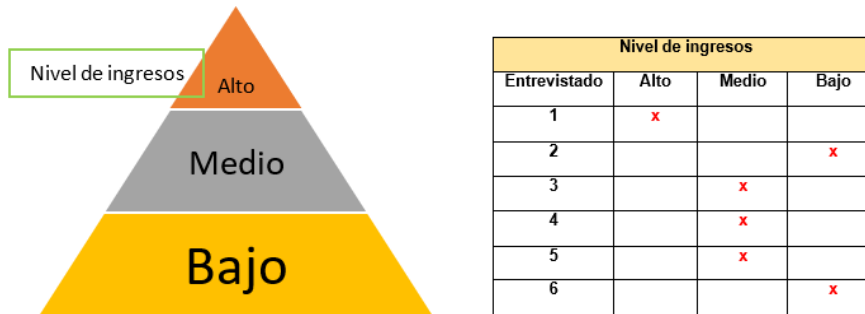 Nivel de ingresos
Alto
Medio
Bajo
Nivel de ingresos
Entrevistado Alto Medio Bajo
1 x
2 x
3 x
4 x
5 x
6 x